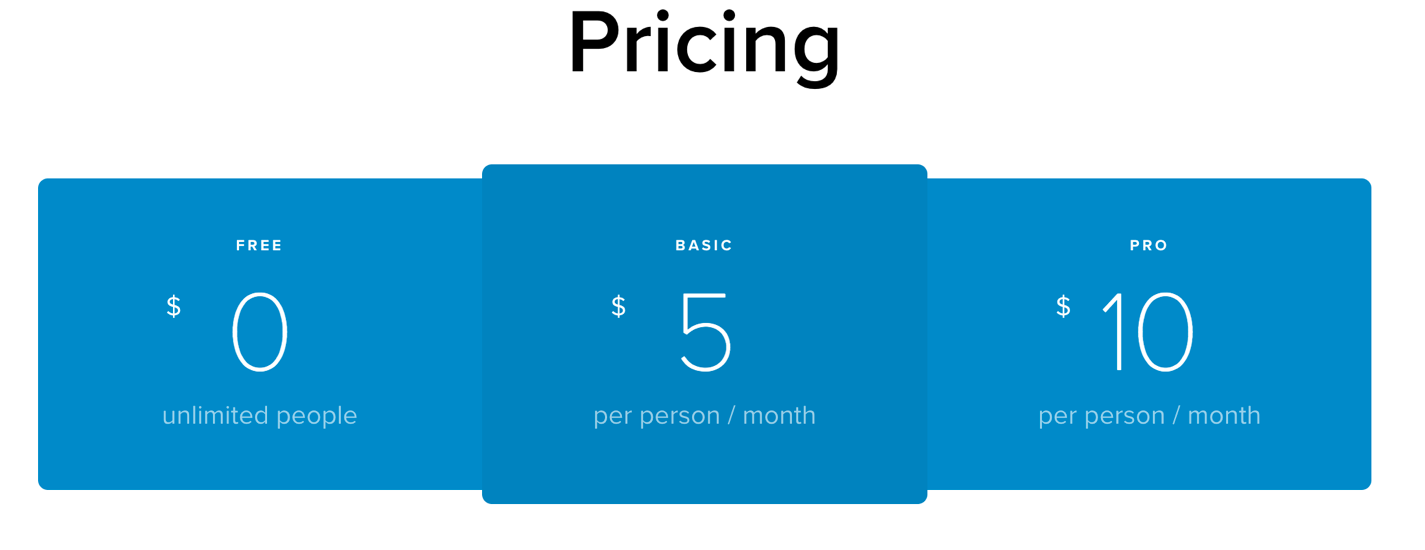 Pricing
FREE
$ 0
unlimited people
BASIC
$ 5
per person / month
PRO
$ 10
per person / month